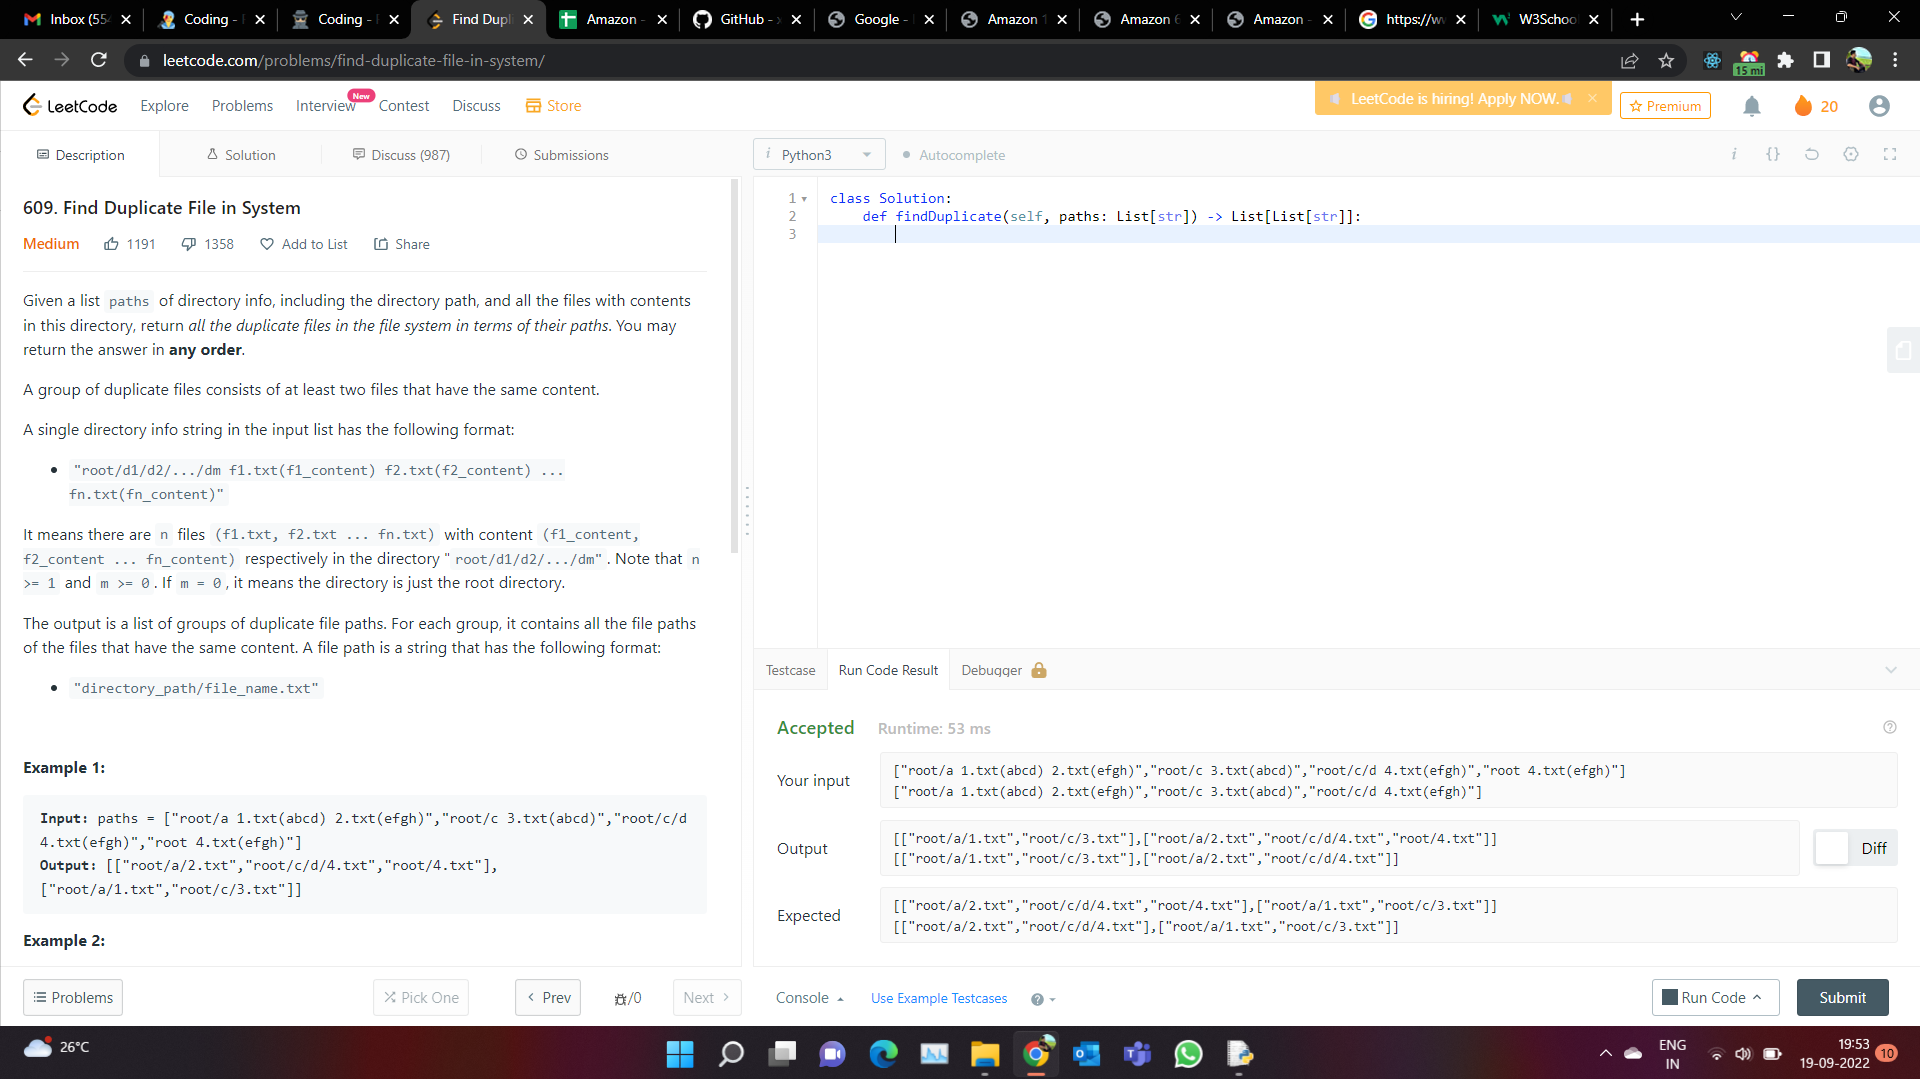 Inbox (554
Coding -
Coding -
Find Dupl
Amazon -
GitHub -
Google -
Amazon 1
Amazon 6
Amazon -
https://w
W3Schoo
leetcode.com/problems/find-duplicate-file-in-system/
15 mi
LeetCode
Explore
Problems
Interview
New
Contest
Discuss
Store
LeetCode is hiring! Apply NOW.
Premium
20
Description
Solution
Discuss (987)
Submissions
i Python3
Autocomplete
i {}
609. Find Duplicate File in System
Medium
1191
1358
Add to List
Share
Given a list paths of directory info, including the directory path, and all the files with contents
in this directory, return all the duplicate files in the file system in terms of their paths. You may
return the answer in any order.
A group of duplicate files consists of at least two files that have the same content.
A single directory info string in the input list has the following format:
• "root/d1/d2/.../dm f1.txt(f1_content) f2.txt(f2_content) ...
fn.txt(fn_content)"
It means there are n files (f1.txt, f2.txt ... fn.txt) with content (f1_content,
f2_content ... fn_content) respectively in the directory "root/d1/d2/.../dm". Note that n
>= 1 and m >= 0. If m = 0, it means the directory is just the root directory.
The output is a list of groups of duplicate file paths. For each group, it contains all the file paths
of the files that have the same content. A file path is a string that has the following format:
• "directory_path/file_name.txt"
Example 1:
Input: paths = ["root/a 1.txt(abcd) 2.txt(efgh)","root/c 3.txt(abcd)","root/c/d
4.txt(efgh)","root 4.txt(efgh)"]
Output: [["root/a/2.txt","root/c/d/4.txt","root/4.txt"],
["root/a/1.txt","root/c/3.txt"]]
Example 2:
1 class Solution:
2 def findDuplicate(self, paths: List[str]) -> List[List[str]]:
3
Testcase
Run Code Result
Debugger
Accepted
Runtime: 53 ms
Your input
["root/a 1.txt(abcd) 2.txt(efgh)","root/c 3.txt(abcd)","root/c/d 4.txt(efgh)","root 4.txt(efgh)"]
["root/a 1.txt(abcd) 2.txt(efgh)","root/c 3.txt(abcd)","root/c/d 4.txt(efgh)"]
Output
[["root/a/1.txt","root/c/3.txt"],["root/a/2.txt","root/c/d/4.txt","root/4.txt"]]
[["root/a/1.txt","root/c/3.txt"],["root/a/2.txt","root/c/d/4.txt"]]
Diff
Expected
[["root/a/2.txt","root/c/d/4.txt","root/4.txt"],["root/a/1.txt","root/c/3.txt"]]
[["root/a/2.txt","root/c/d/4.txt"],["root/a/1.txt","root/c/3.txt"]]
Problems
Pick One
Prev
/0
Next
Console
Use Example Testcases
Run Code
Submit
26°C
ENG
IN
19:53
19-09-2022
10